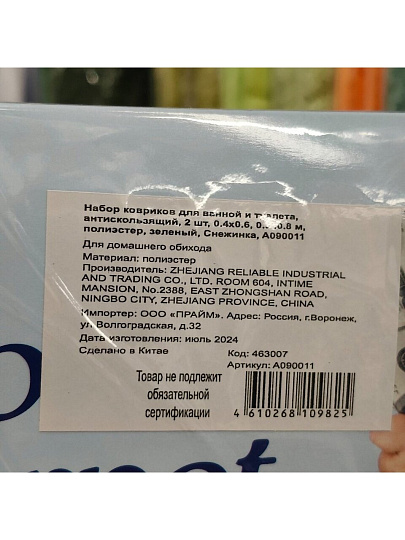 Набор ковриков для ванной и туалета,
антискользящий, 2 шт, 0.4x0.6, 0.5x0.8 м,
полиэстер, зеленый, Снежинка, A090011
Для домашнего обихода
Материал: полиэстер
Производитель: ZHEJIANG RELIABLE INDUSTRIAL
AND TRADING CO., LTD. ROOM 604, INTIME
MANSION, No.2388, EAST ZHONGSHAN ROAD,
NINGBO CITY, ZHEJIANG PROVINCE, CHINA
Импортер: ООО «ПРАЙМ». Адрес: Россия, г.Воронеж,
ул.Волгоградская, д.32
Дата изготовления: июль 2024
Сделано в Китае
Код: 463007
Артикул: A090011
Товар не подлежит
обязательной
сертификации
4 610268 109825